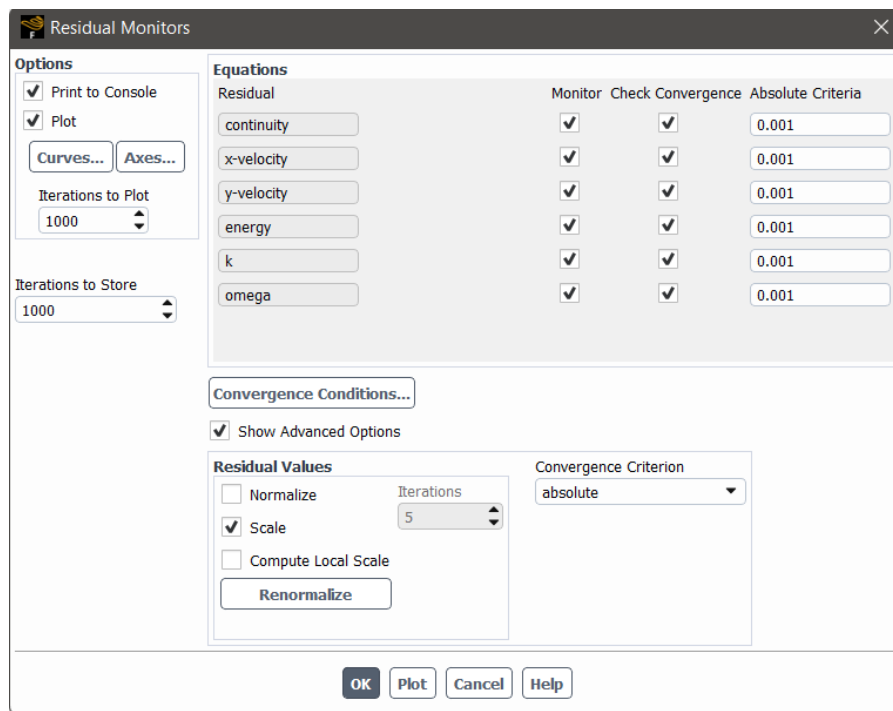 Residual Monitors
Options
Print to Console
Plot
Curves... Axes...
Iterations to Plot
1000
Iterations to Store
1000
Equations
Residual Monitor Check Convergence Absolute Criteria
continuity 0.001
x-velocity 0.001
y-velocity 0.001
energy 0.001
k 0.001
omega 0.001
Convergence Conditions...
Show Advanced Options
Residual Values
Normalize
Iterations
5
Scale
Compute Local Scale
Renormalize
Convergence Criterion
absolute
OK Plot Cancel Help